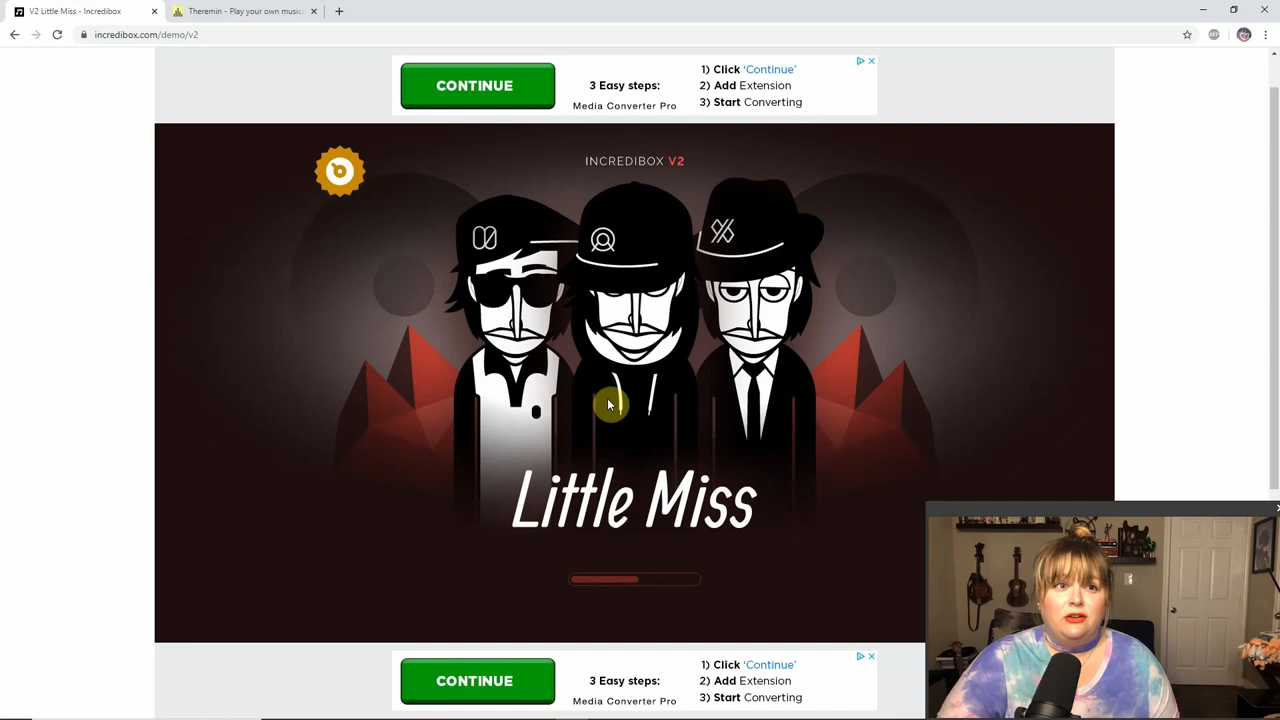 V2 Little Miss - Incredibox
Theremin - Play your own musica
incredibox.com/demo/v2
CONTINUE
3 Easy steps:
Media Converter Pro
1) Click 'Continue'
2) Add Extension
3) Start Converting
INCREDIBOX V2
Little Miss
CONTINUE
3 Easy steps:
Media Converter Pro
1) Click 'Continue'
2) Add Extension
3) Start Converting